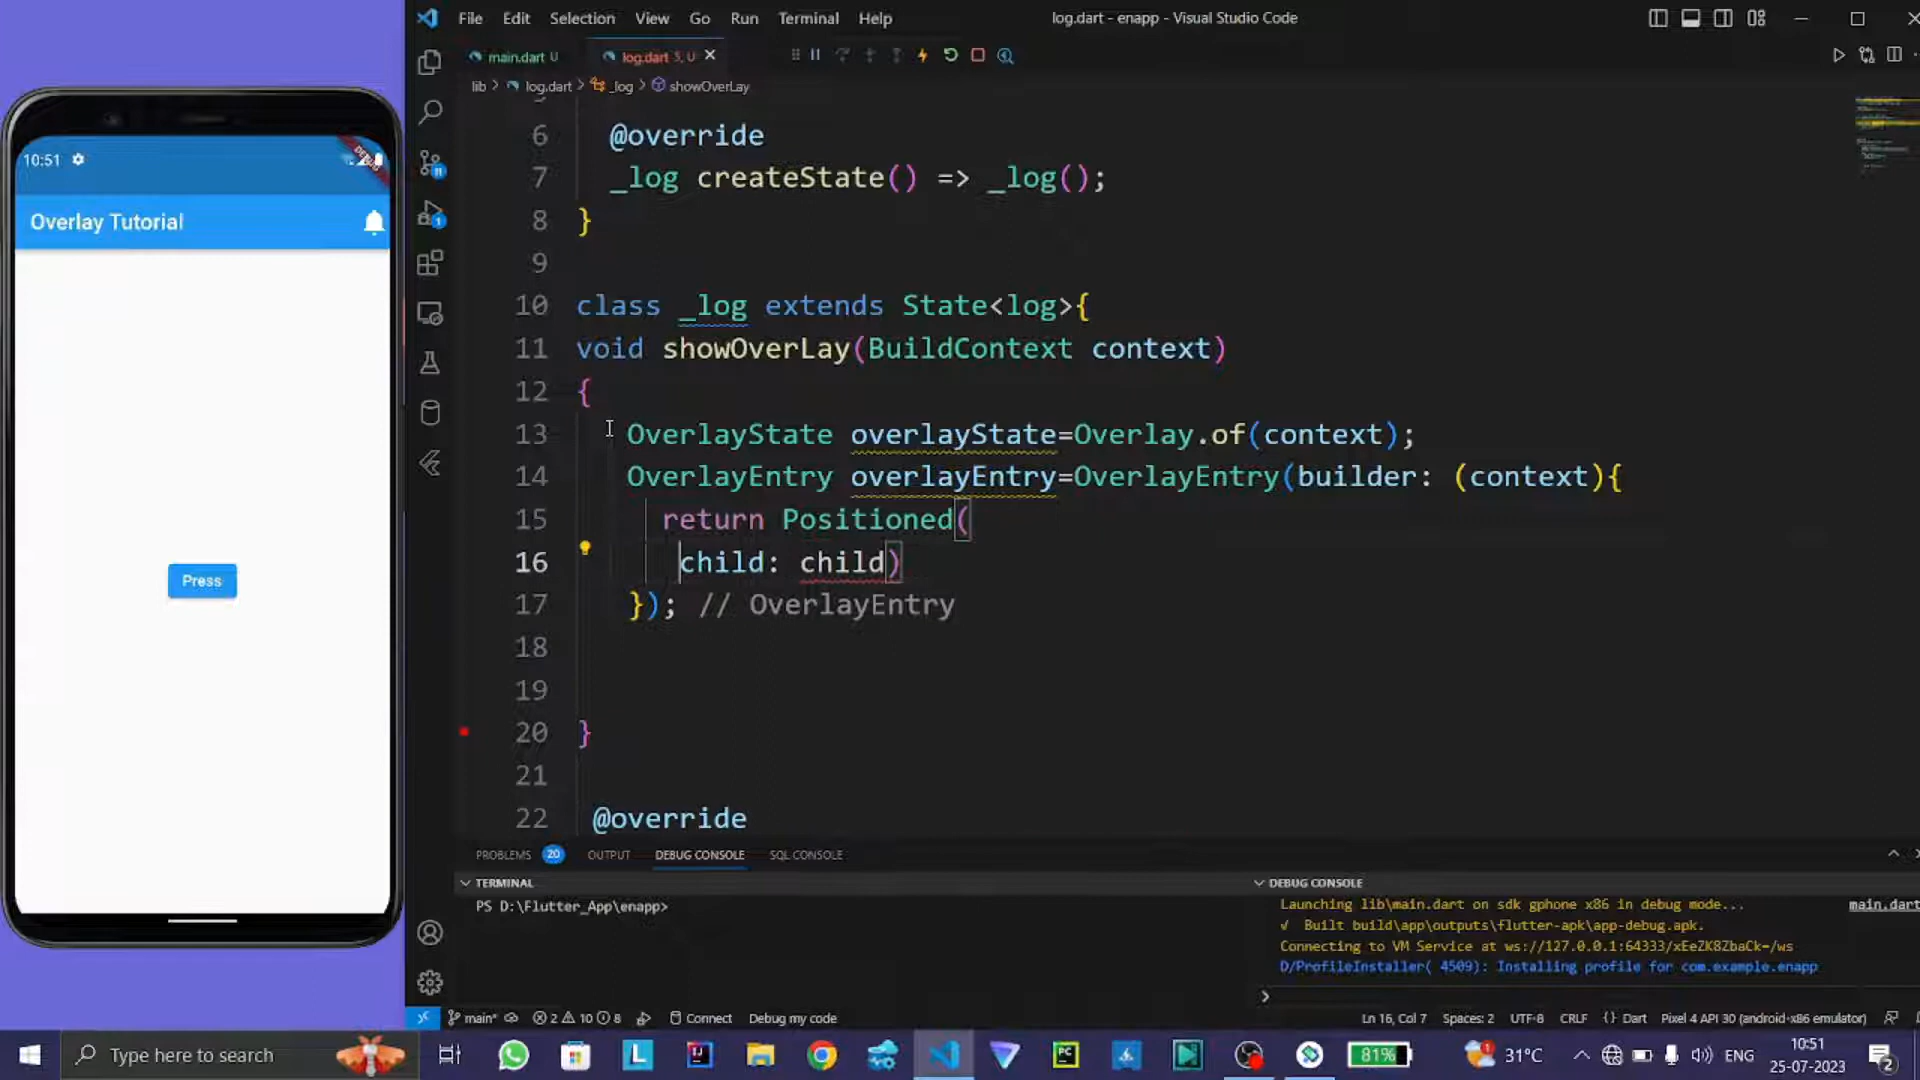 File Edit Selection View Go Run Terminal Help
log.dart - enapp - Visual Studio Code
main.dart U
log.dart 5, U
lib > log.dart > _log > showOverLay
6 @override
7 _log createState() => _log();
8 }
9
10 class _log extends State<log>{
11 void showOverLay(BuildContext context)
12 {
13 OverlayState overlayState=Overlay.of(context);
14 OverlayEntry overlayEntry=OverlayEntry(builder: (context){
15 return Positioned(
16 child: child)
17 }); // OverlayEntry
18
19
20 }
21
22 @override
10:51
DEBUG
Overlay Tutorial
Press
11
1
PROBLEMS 20 OUTPUT DEBUG CONSOLE SQL CONSOLE
TERMINAL
PS D:\Flutter_App\enapp>
DEBUG CONSOLE
Launching lib\main.dart on sdk gphone x86 in debug mode...
main.dart
√ Built build\app\outputs\flutter-apk\app-debug.apk.
Connecting to VM Service at ws://127.0.0.1:64333/xEeZK8ZbaCk=/ws
D/ProfileInstaller( 4509): Installing profile for com.example.enapp
main* 2 10 8 Connect Debug my code
Ln 16, Col 7 Spaces: 2 UTF-8 CRLF {} Dart Pixel 4 API 30 (android-x86 emulator)
Type here to search
L
PC
81%
1
31°C
ENG
10:51
25-07-2023
2